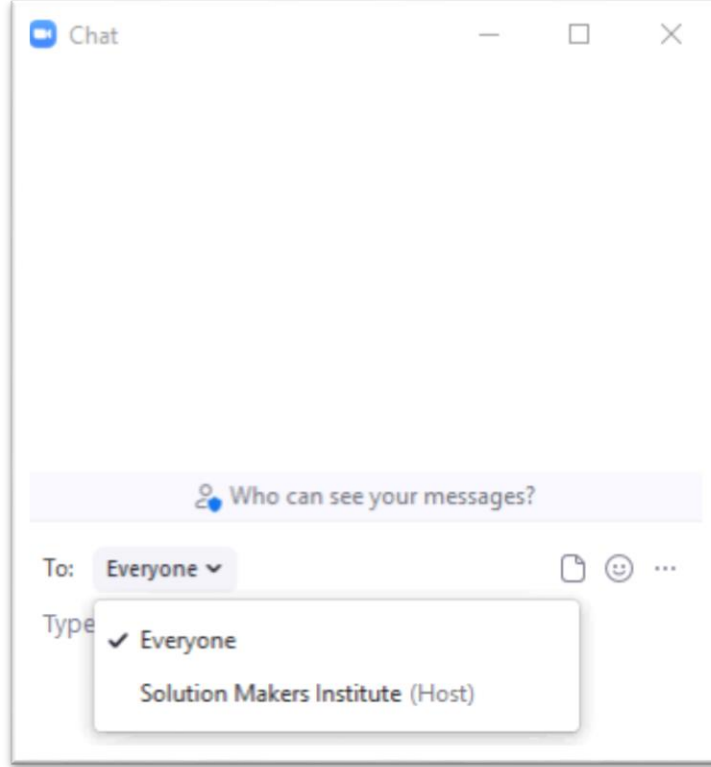 Chat
Who can see your messages?
To: Everyone
Type
Everyone
Solution Makers Institute (Host)